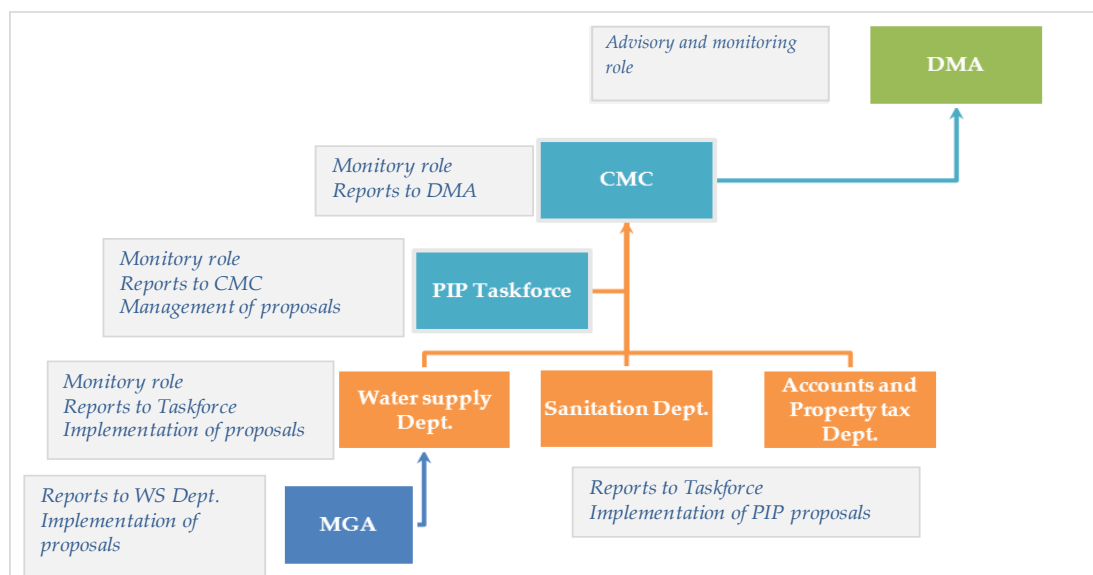 Advisory and monitoring
role
DMA
Monitory role
Reports to DMA
CMC
Monitory role
Reports to CMC
Management of proposals
PIP Taskforce
Monitory role
Reports to Taskforce
Implementation of proposals
Water supply
Dept.
Sanitation Dept.
Accounts and
Property tax
Dept.
Reports to WS Dept.
Implementation of
proposals
MGA
Reports to Taskforce
Implementation of PIP proposals